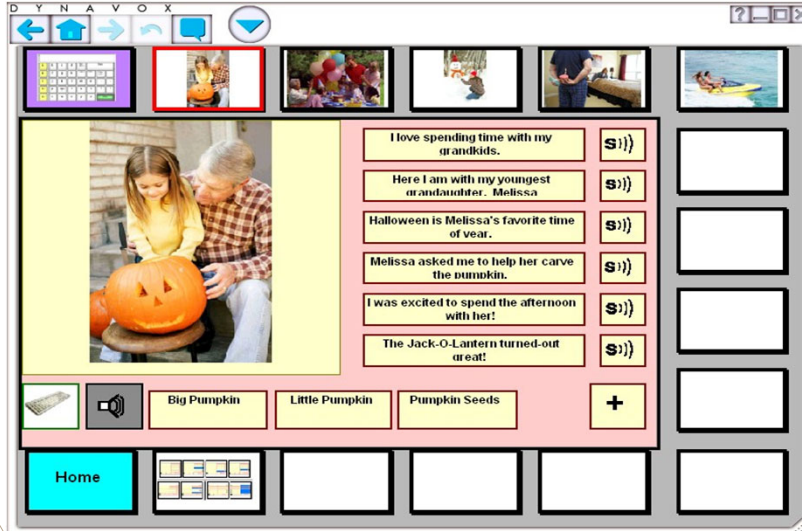 D Y N A V O X
?
I love spending time with my
grandkids.
S)))
Here I am with my youngest
grandaughter. Melissa
S)))
Halloween is Melissa's favorite time
of year.
S)))
Melissa asked me to help her carve
the pumpkin.
S)))
I was excited to spend the afternoon
with her!
S)))
The Jack-O-Lantern turned-out
great!
S)))
Big Pumpkin
Little Pumpkin
Pumpkin Seeds
+
Home